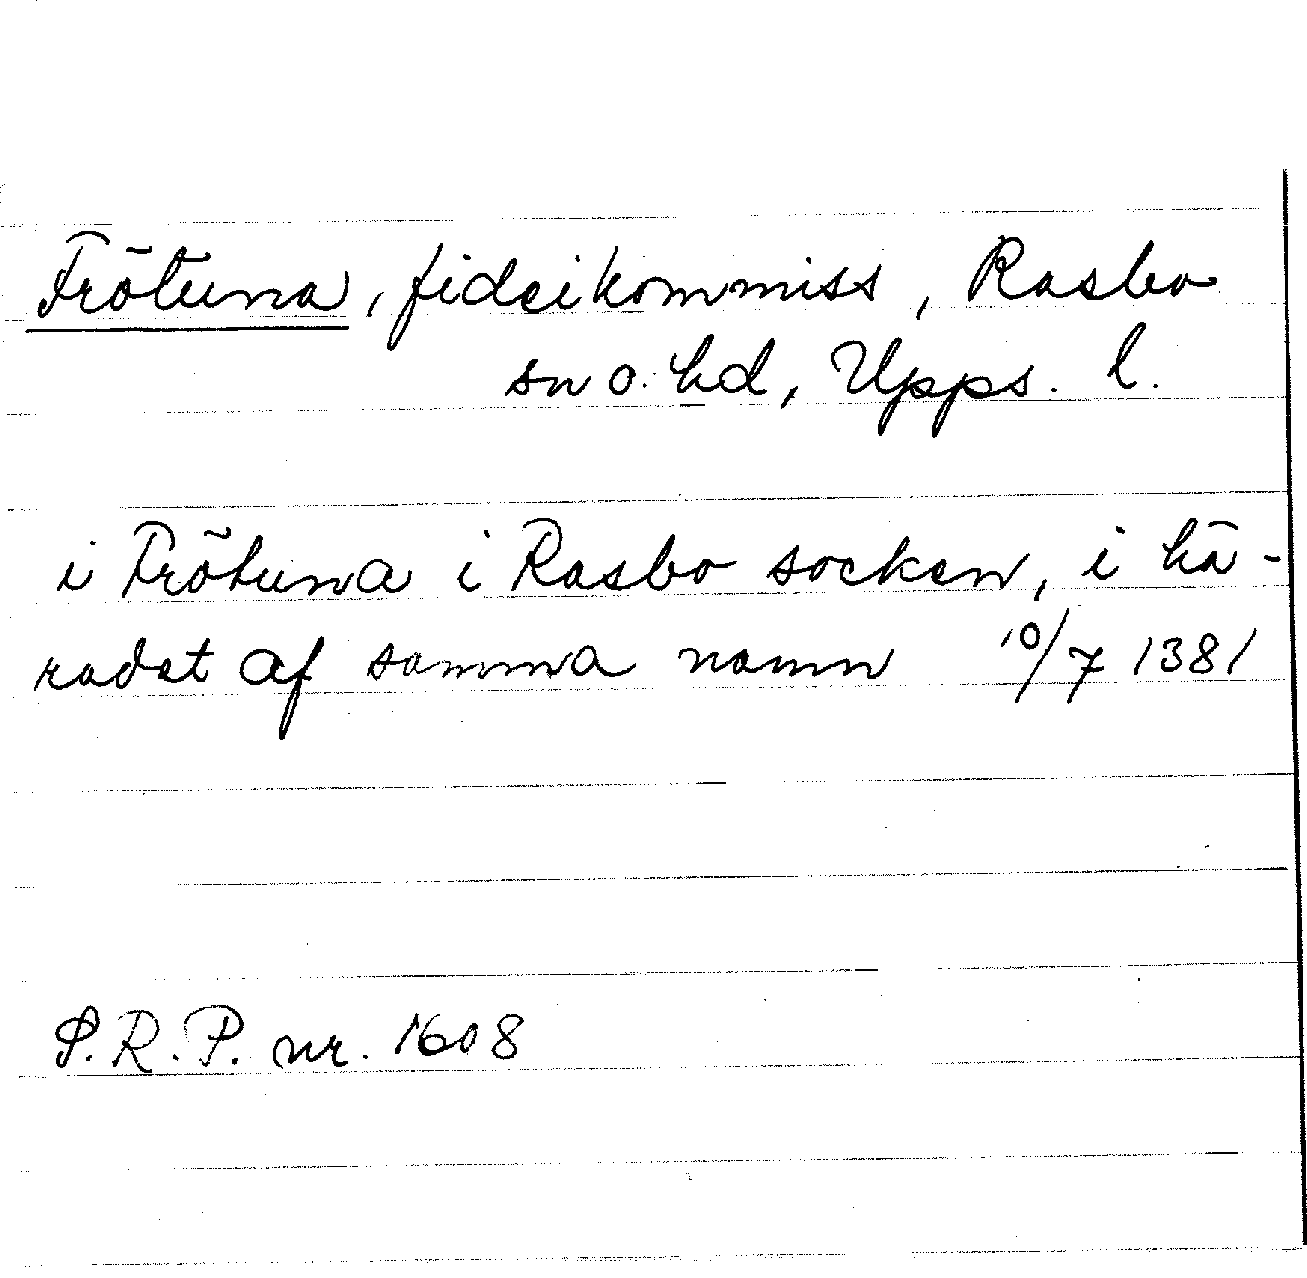 Frötuna, fideikommiss, Rasbo
sn o. hd, Upps. l.
i Frötuna i Rasbo socken, i hä-
radet af samma namn 10/7 1381
S.R.P. nr. 1608